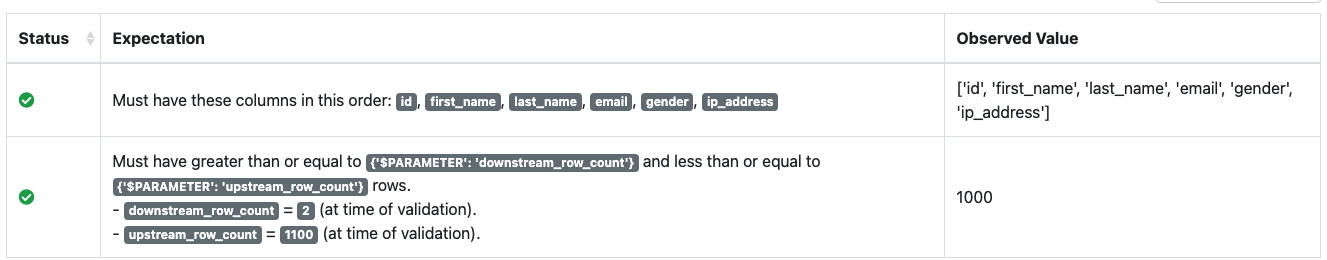 Status Expectation Observed Value
Must have these columns in this order: id, first_name, last_name, email, gender, ip_address
['id', 'first_name', 'last_name', 'email', 'gender',
'ip_address']
Must have greater than or equal to {'$PARAMETER': 'downstream_row_count'} and less than or equal to
{'$PARAMETER': 'upstream_row_count'} rows.
- downstream_row_count = 2 (at time of validation).
- upstream_row_count = 1100 (at time of validation).
1000